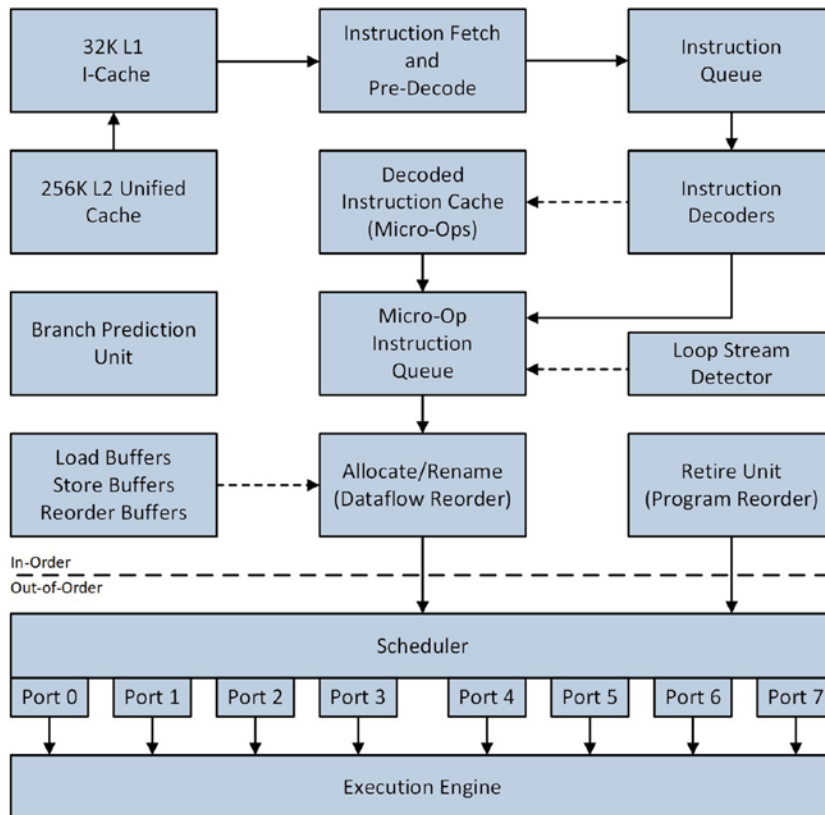 32K L1
I-Cache
Instruction Fetch
and
Pre-Decode
Instruction
Queue
256K L2 Unified
Cache
Decoded
Instruction Cache
(Micro-Ops)
Instruction
Decoders
Branch Prediction
Unit
Micro-Op
Instruction
Queue
Loop Stream
Detector
Load Buffers
Store Buffers
Reorder Buffers
Allocate/Rename
(Dataflow Reorder)
Retire Unit
(Program Reorder)
In-Order
Out-of-Order
Scheduler
Port 0
Port 1
Port 2
Port 3
Port 4
Port 5
Port 6
Port 7
Execution Engine